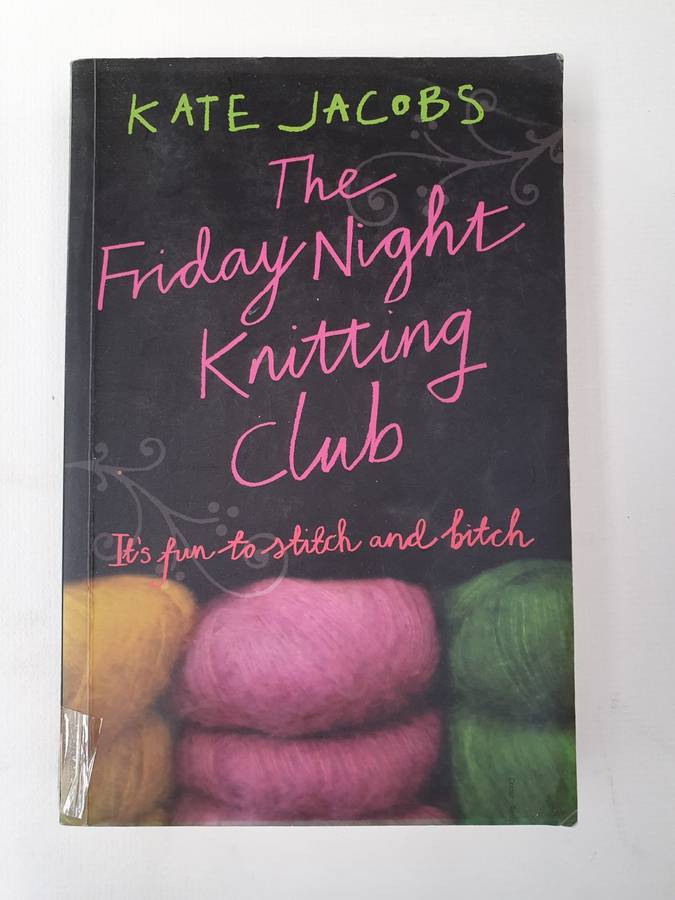 KATE JACOBS
The
Friday Night
Knitting
Club
It's fun to stitch and bitch